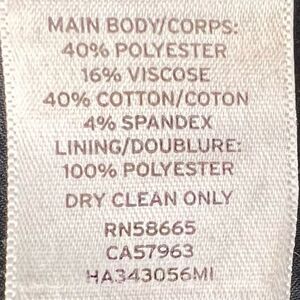 MAIN BODY/CORPS:
40% POLYESTER
16% VISCOSE
40% COTTON/COTON
4% SPANDEX
LINING/DOUBLURE:
100% POLYESTER
DRY CLEAN ONLY
RN58665
CA57963
HA343056MI